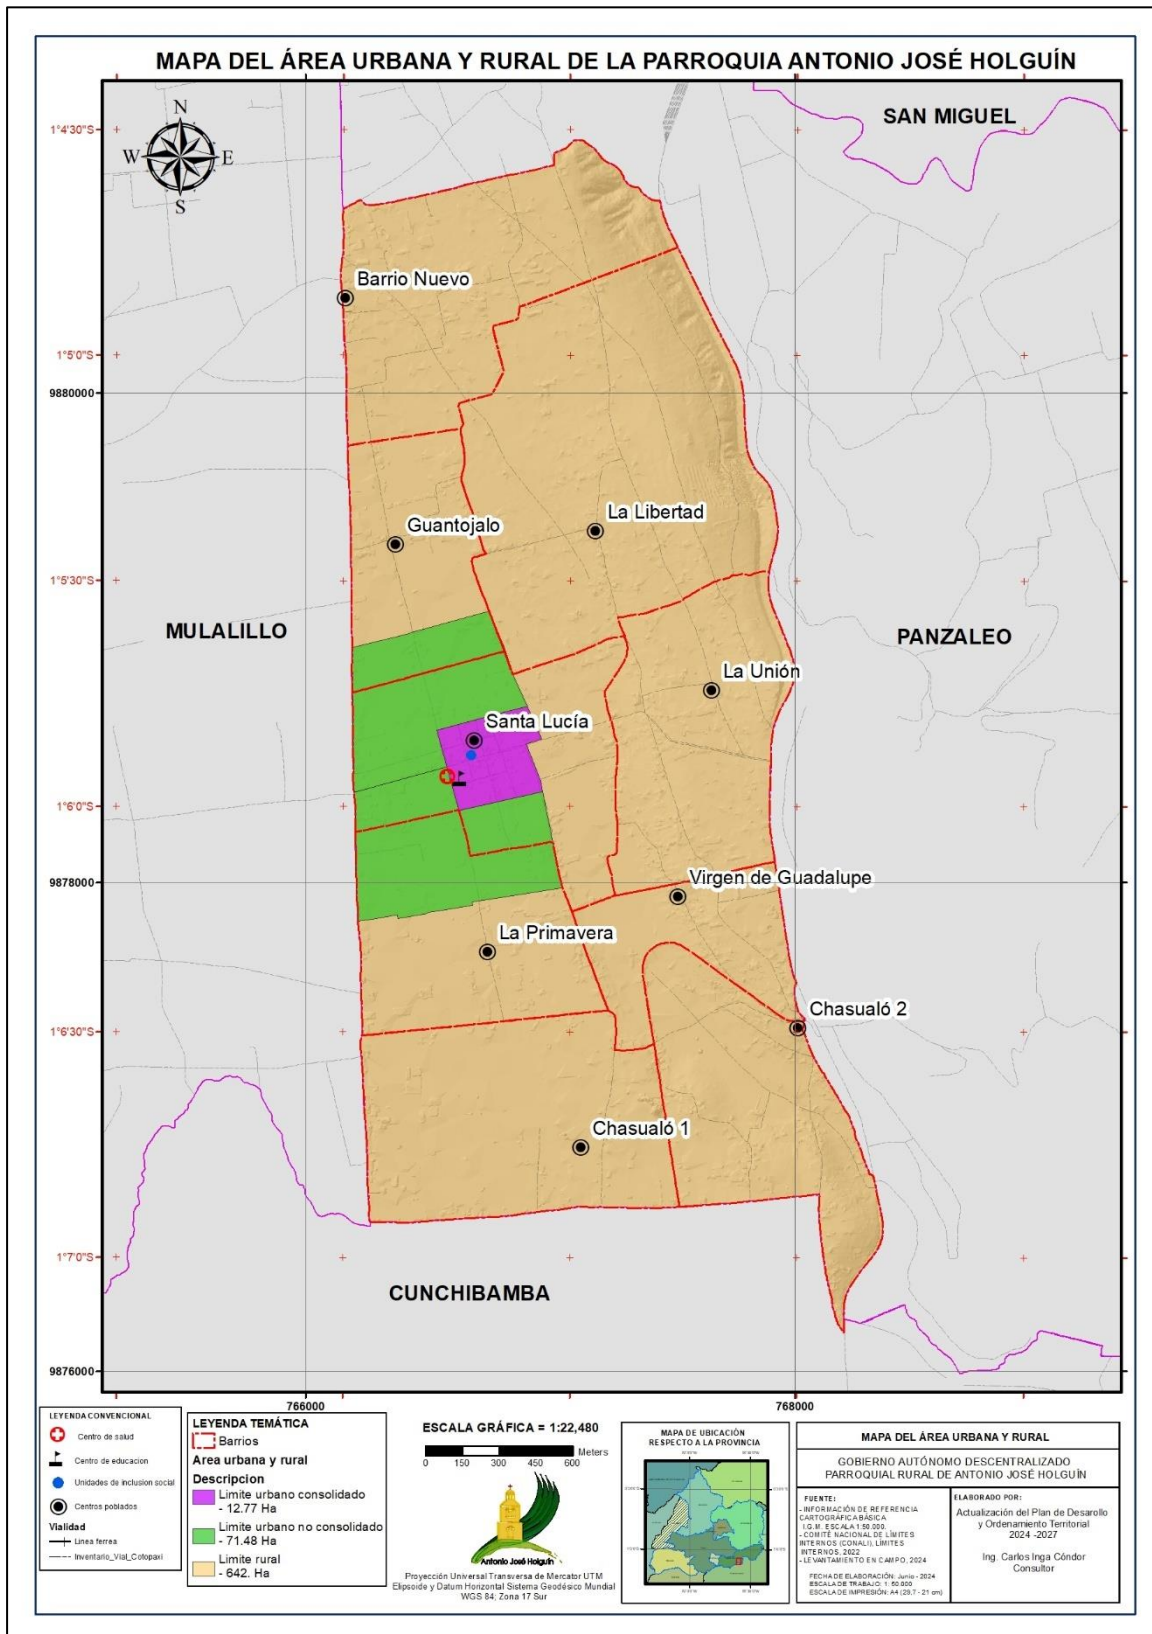 MAPA DEL ÁREA URBANA Y RURAL DE LA PARROQUIA ANTONIO JOSÉ HOLGUÍN
N
W E
S
SAN MIGUEL
MULALILLO
PANZALEO
CUNCHIBAMBA
Barrio Nuevo
Guantojalo
La Libertad
La Unión
Santa Lucía
Virgen de Guadalupe
La Primavera
Chasualó 2
Chasualó 1
1°4'30"S
1°5'0"S
9880000
1°5'30"S
1°6'0"S
9878000
1°6'30"S
1°7'0"S
9876000
766000
768000
LEYENDA CONVENCIONAL
Centro de salud
Centro de educacion
Unidades de inclusion social
Centros poblados
Vialidad
Linea ferrea
Inventario_Vial_Cotopaxi
LEYENDA TEMÁTICA
Barrios
Area urbana y rural
Descripcion
Limite urbano consolidado
- 12.77 Ha
Limite urbano no consolidado
- 71.48 Ha
Limite rural
- 642. Ha
ESCALA GRÁFICA = 1:22,480
Meters
0 150 300 450 600
Antonio José Holguín
Proyección Universal Transversa de Mercator UTM
Elipsoide y Datum Horizontal Sistema Geodésico Mundial
WGS 84; Zona 17 Sur
MAPA DE UBICACIÓN
RESPECTO A LA PROVINCIA
MAPA DEL ÁREA URBANA Y RURAL
GOBIERNO AUTÓNOMO DESCENTRALIZADO
PARROQUIAL RURAL DE ANTONIO JOSÉ HOLGUÍN
FUENTE:
- INFORMACIÓN DE REFERENCIA
CARTOGRÁFICA BÁSICA
I.G.M. ESCALA 1:50.000.
- COMITÉ NACIONAL DE LÍMITES
INTERNOS (CONALI), LÍMITES
INTERNOS, 2022
- LEVANTAMIENTO EN CAMPO, 2024
FECHA DE ELABORACIÓN: Junio - 2024
ESCALA DE TRABAJO: 1: 50.000
ESCALA DE IMPRESIÓN: A4 (29,7 - 21 cm)
ELABORADO POR:
Actualización del Plan de Desarollo
y Ordenamiento Territorial
2024 -2027
Ing. Carlos Inga Cóndor
Consultor